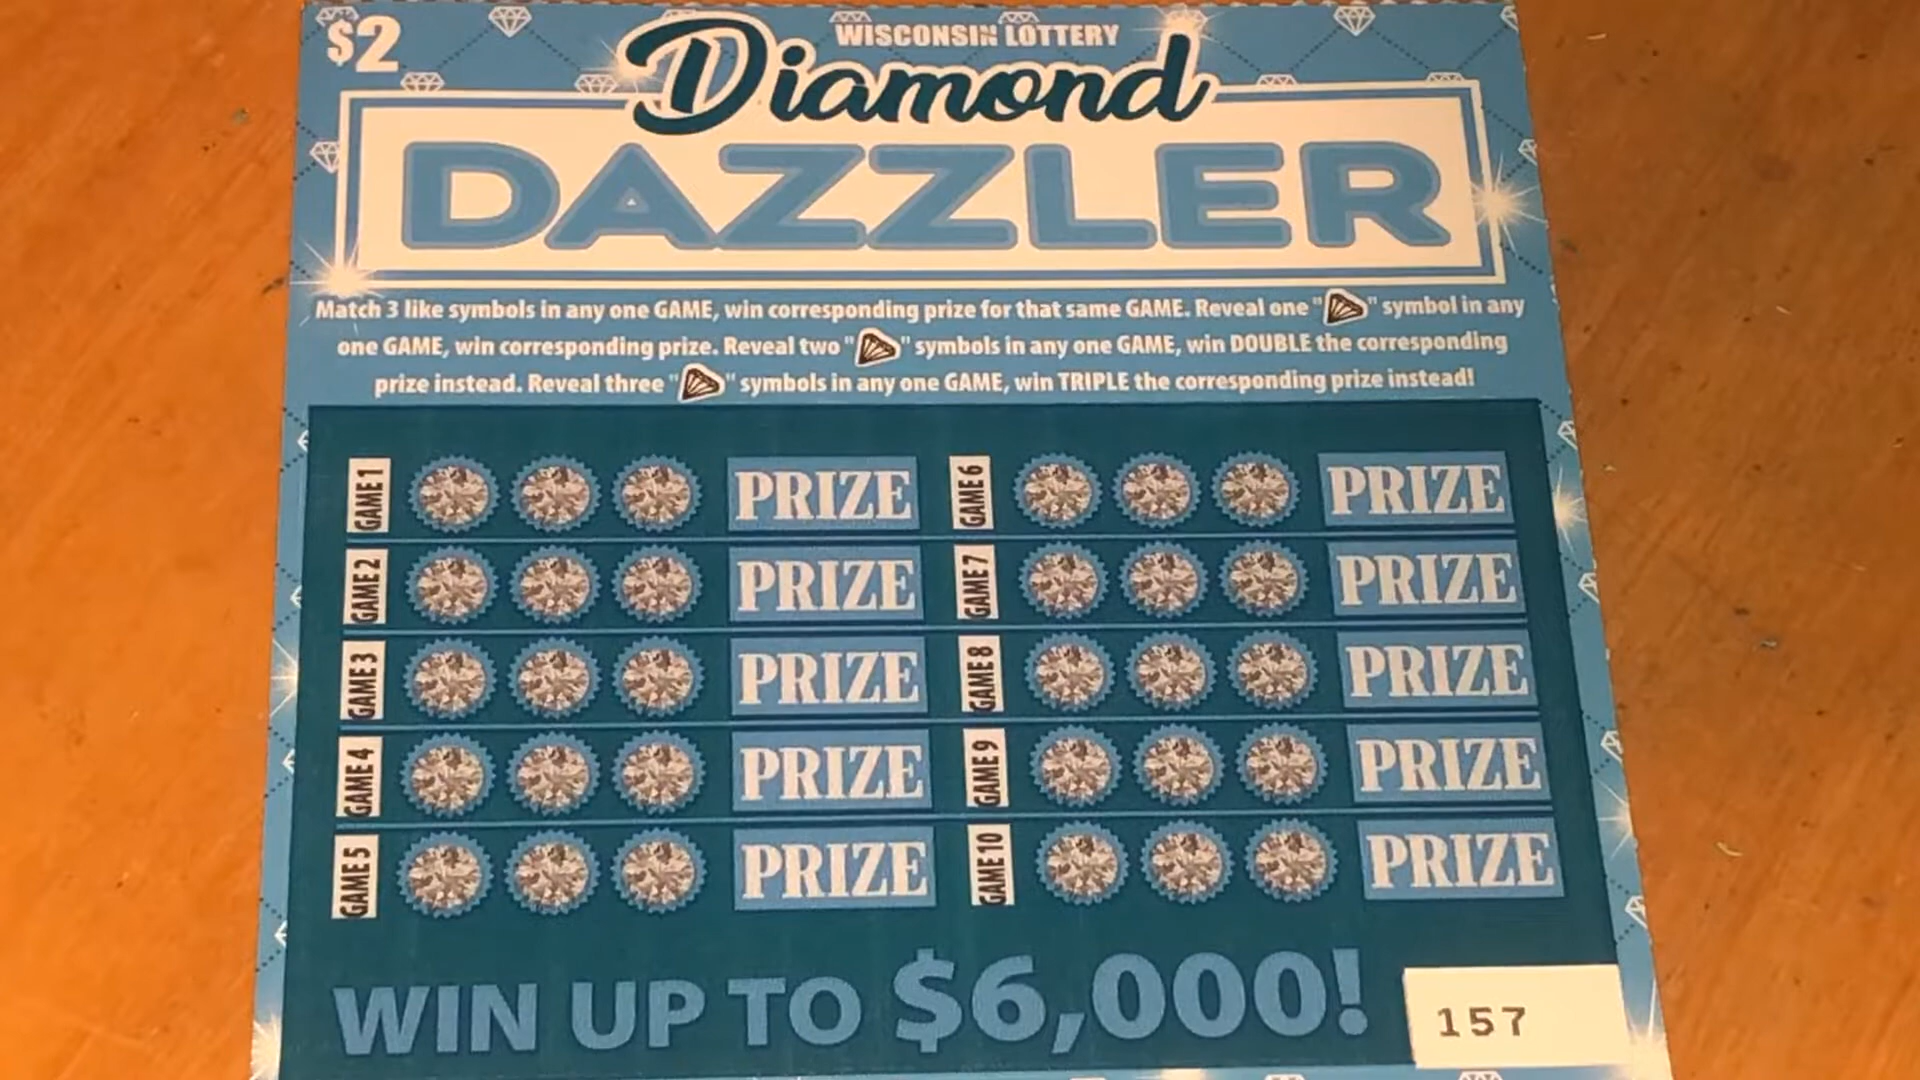 $2
WISCONSIN LOTTERY
Diamond
DAZZLER
Match 3 like symbols in any one GAME, win corresponding prize for that same GAME. Reveal one " " symbol in any
one GAME, win corresponding prize. Reveal two " " symbols in any one GAME, win DOUBLE the corresponding
prize instead. Reveal three " " symbols in any one GAME, win TRIPLE the corresponding prize instead!
GAME 1 PRIZE GAME 6 PRIZE
GAME 2 PRIZE GAME 7 PRIZE
GAME 3 PRIZE GAME 8 PRIZE
GAME 4 PRIZE GAME 9 PRIZE
GAME 5 PRIZE GAME 10 PRIZE
WIN UP TO $6,000!
157